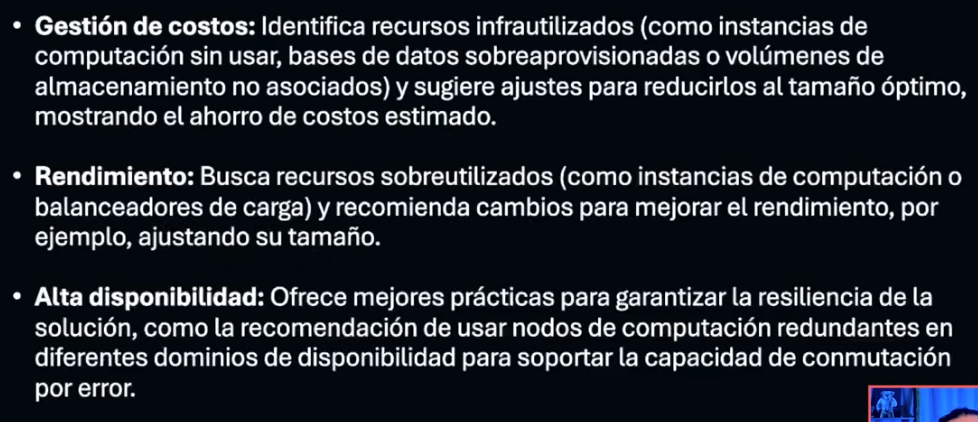 • Gestión de costos: Identifica recursos infrautilizados (como instancias de
computación sin usar, bases de datos sobreaprovisionadas o volúmenes de
almacenamiento no asociados) y sugiere ajustes para reducirlos al tamaño óptimo,
mostrando el ahorro de costos estimado.
• Rendimiento: Busca recursos sobreutilizados (como instancias de computación o
balanceadores de carga) y recomienda cambios para mejorar el rendimiento, por
ejemplo, ajustando su tamaño.
• Alta disponibilidad: Ofrece mejores prácticas para garantizar la resiliencia de la
solución, como la recomendación de usar nodos de computación redundantes en
diferentes dominios de disponibilidad para soportar la capacidad de conmutación
por error.